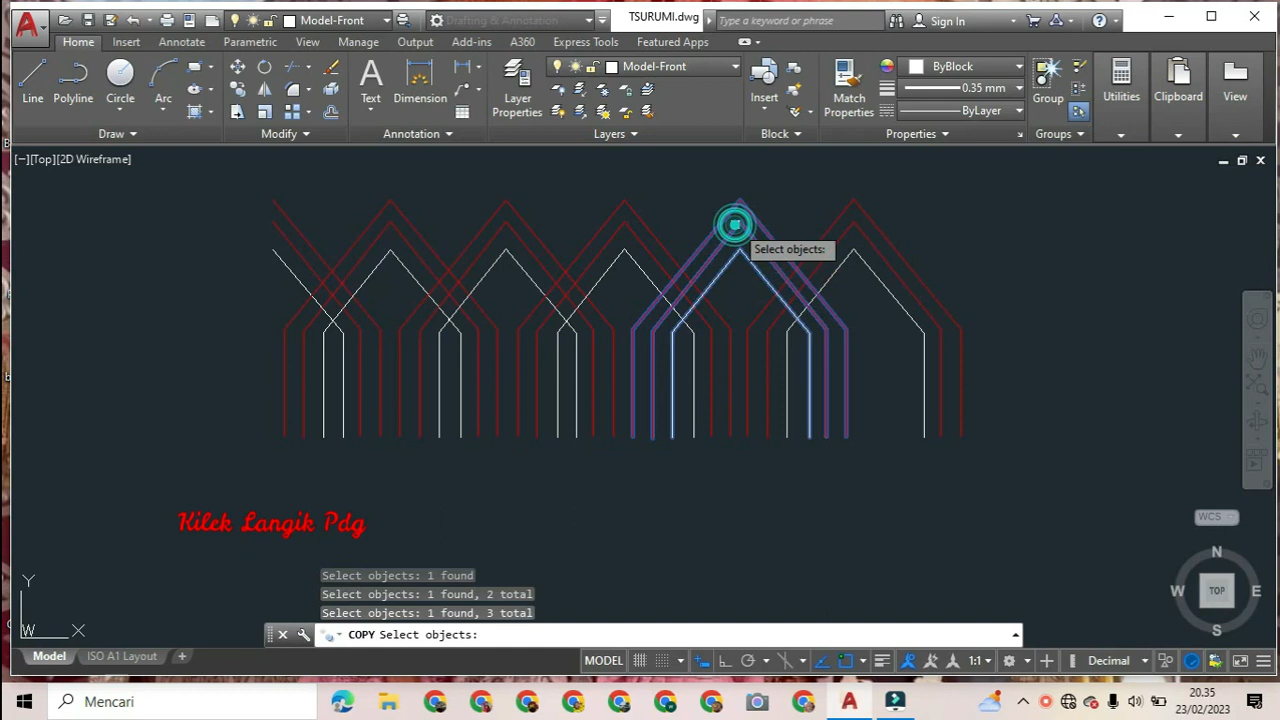 Model-Front
Drafting & Annotation
TSURUMI.dwg
Type a keyword or phrase
Sign In
Home Insert Annotate Parametric View Manage Output Add-ins A360 Express Tools Featured Apps
Line Polyline Circle Arc
Text Dimension
Layer Properties
Model-Front
Insert
Match Properties
ByBlock
0.35 mm
ByLayer
Group
Utilities
Clipboard
View
Draw Modify Annotation Layers Block Properties Groups
[−][Top][2D Wireframe]
Select objects:
Kilek Langik Pdg
WCS
N
W TOP E
S
Y
W X
Select objects: 1 found
Select objects: 1 found, 2 total
Select objects: 1 found, 3 total
COPY Select objects:
Model ISO A1 Layout +
MODEL 1:1 Decimal
Mencari
20.35
23/02/2023